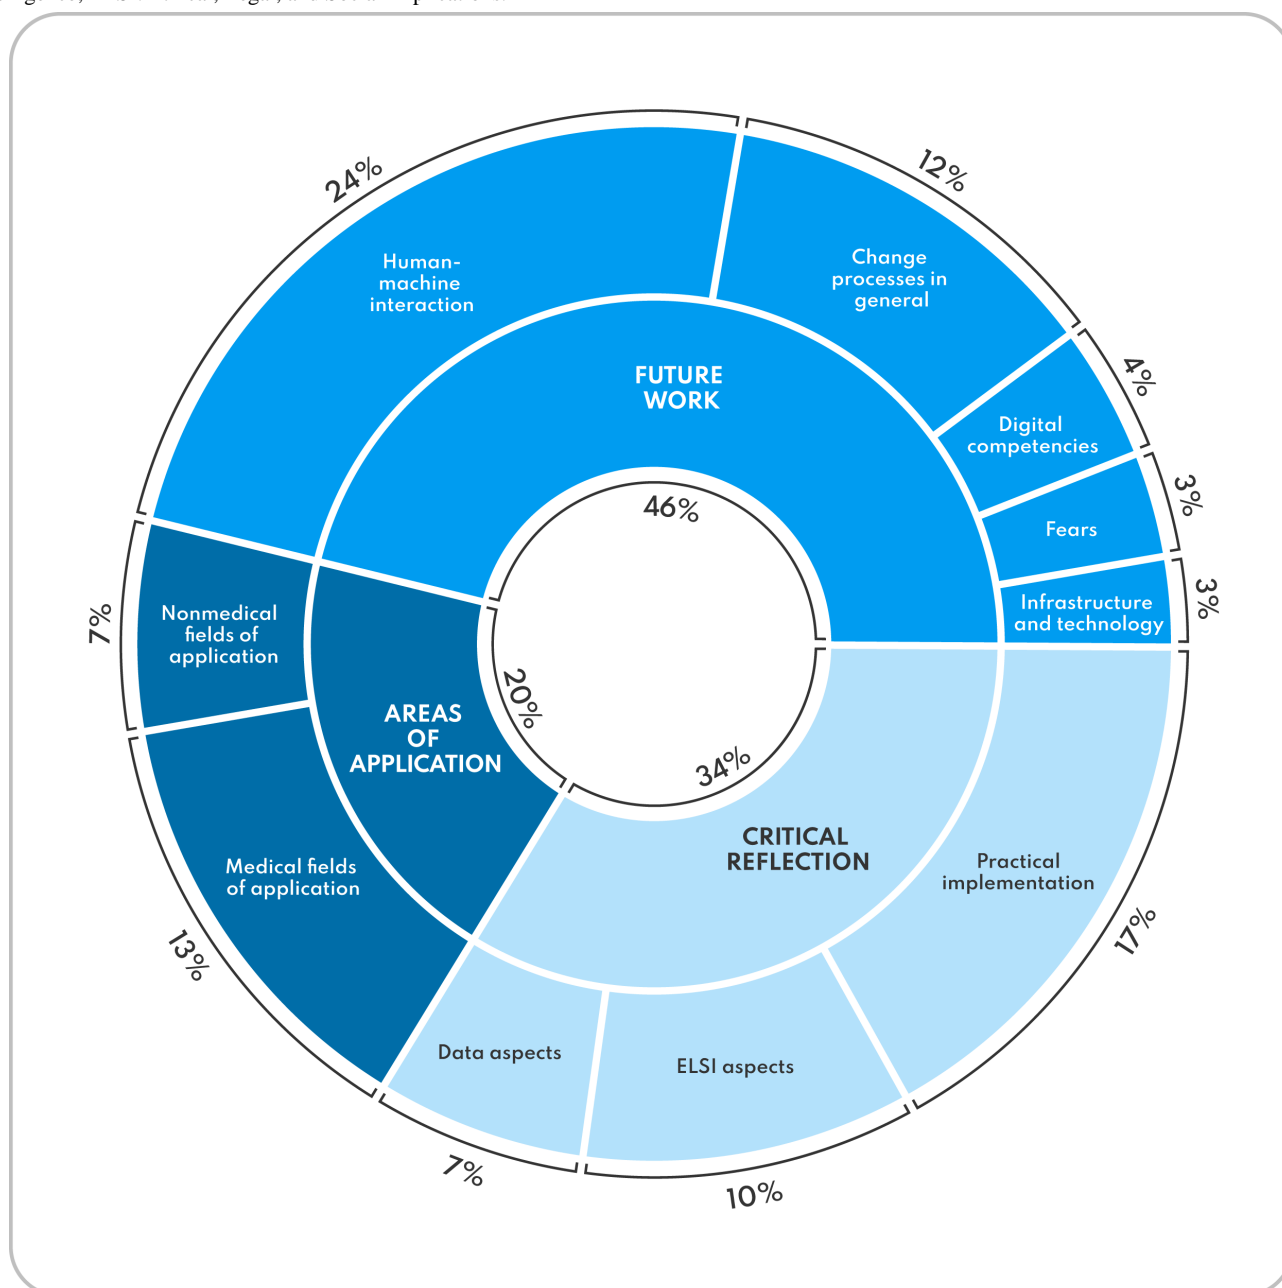 24%
12%
4%
3%
3%
17%
10%
7%
13%
7%
Human-
machine
interaction
Change
processes in
general
Digital
competencies
Fears
Infrastructure
and technology
FUTURE
WORK
46%
Nonmedical
fields of
application
Medical fields
of application
AREAS
OF
APPLICATION
20%
34%
CRITICAL
REFLECTION
Practical
implementation
Data aspects
ELSI aspects